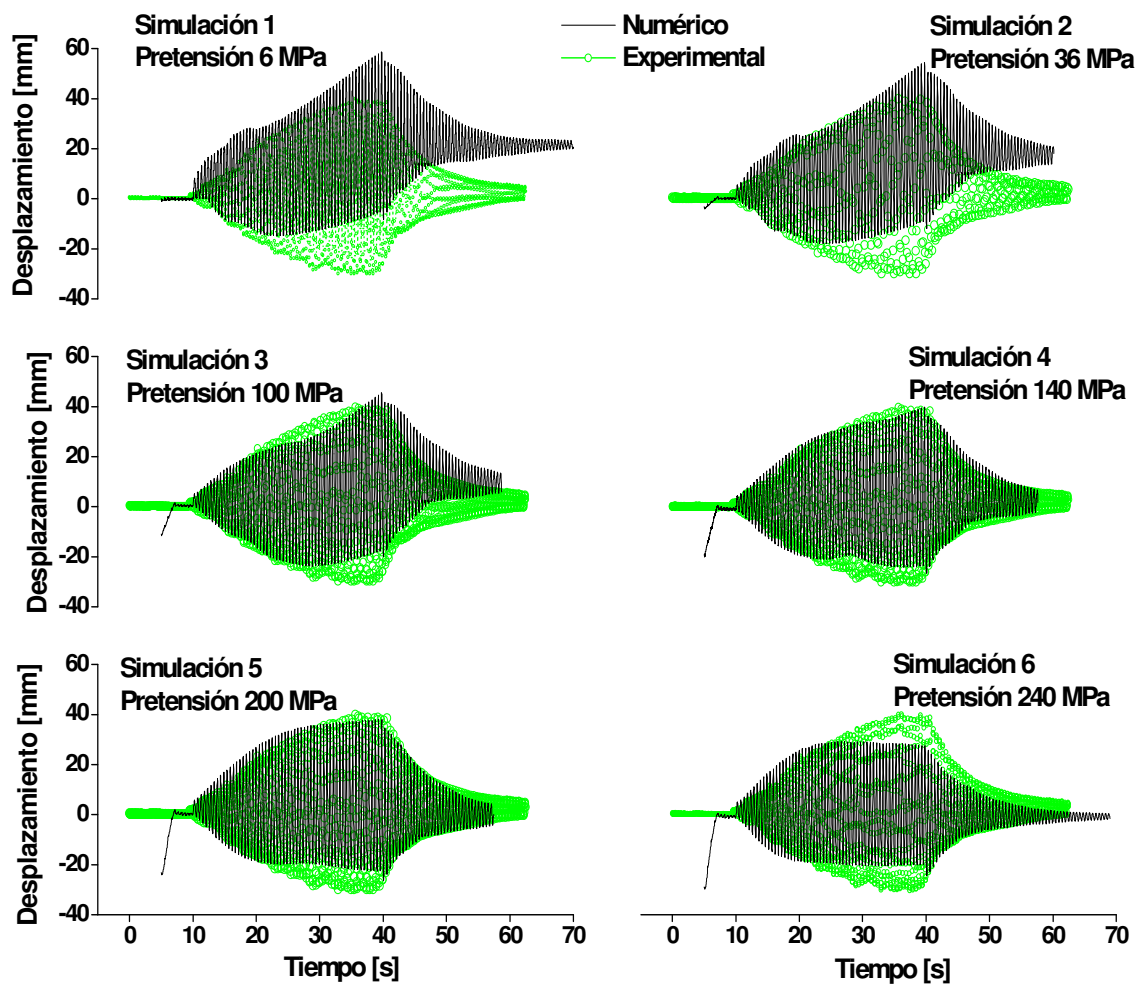 Simulación 1
Pretensión 6 MPa
Numérico
Experimental
Simulación 2
Pretensión 36 MPa
Desplazamiento [mm]
60
40
20
0
-20
-40
Simulación 3
Pretensión 100 MPa
Simulación 4
Pretensión 140 MPa
Desplazamiento [mm]
60
40
20
0
-20
-40
Simulación 5
Pretensión 200 MPa
Simulación 6
Pretensión 240 MPa
Desplazamiento [mm]
60
40
20
0
-20
-40
0 10 20 30 40 50 60 70
Tiempo [s]
0 10 20 30 40 50 60 70
Tiempo [s]